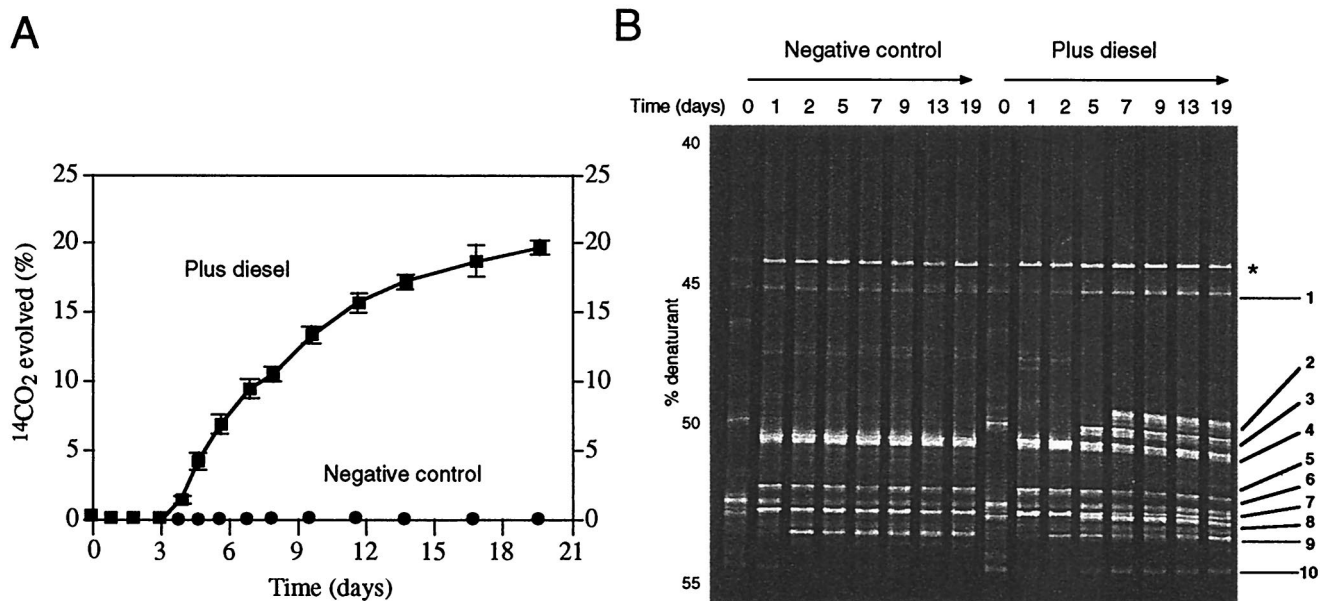 A
25
20
15
10
5
0
25
20
15
10
5
0
14CO2 evolved (%)
Plus diesel
Negative control
0 3 6 9 12 15 18 21
Time (days)
B
Negative control Plus diesel
Time (days) 0 1 2 5 7 9 13 19 0 1 2 5 7 9 13 19
% denaturant
40
45
50
55
*
1
2
3
4
5
6
7
8
9
10